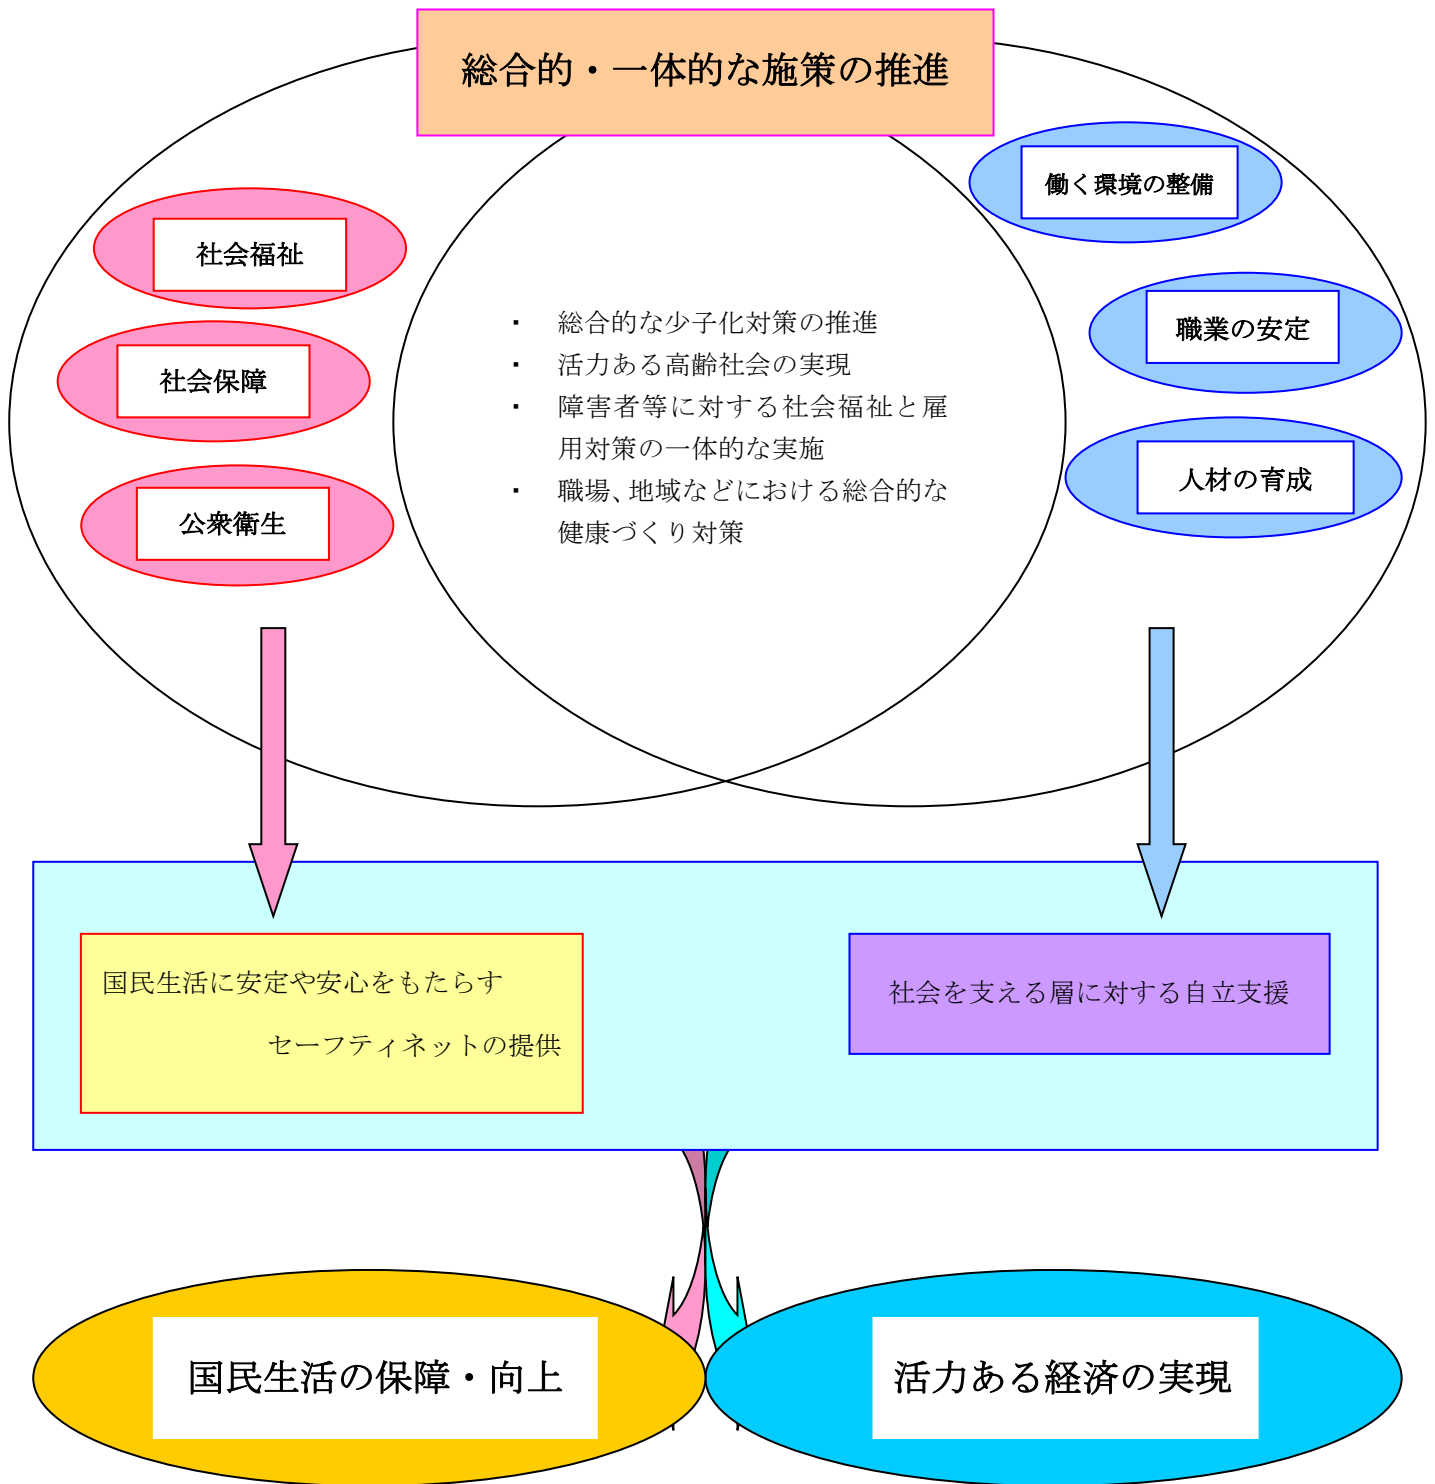 総合的・一体的な施策の推進
社会福祉
社会保障
公衆衛生
・ 総合的な少子化対策の推進
・ 活力ある高齢社会の実現
・ 障害者等に対する社会福祉と雇
用対策の一体的な実施
・ 職場、地域などにおける総合的な
健康づくり対策
働く環境の整備
職業の安定
人材の育成
国民生活に安定や安心をもたらす
セーフティネットの提供
社会を支える層に対する自立支援
国民生活の保障・向上
活力ある経済の実現